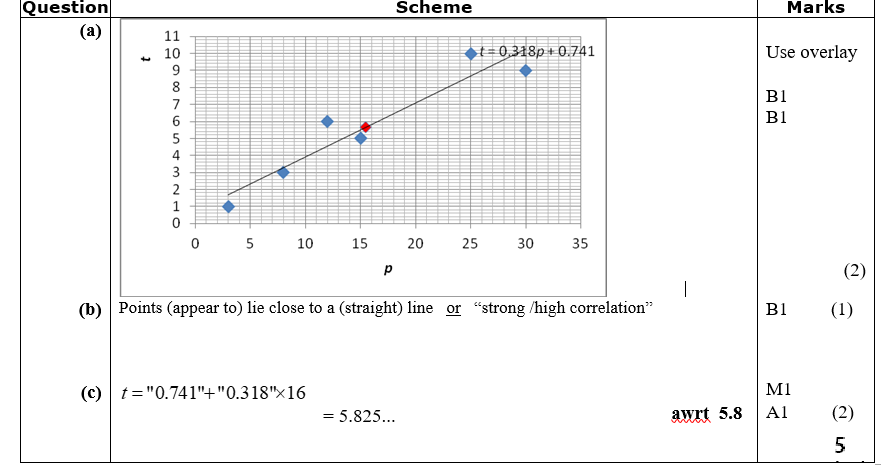 Question Scheme Marks
(a)
t
11
10
9
8
7
6
5
4
3
2
1
0
t = 0.318p + 0.741
0 5 10 15 20 25 30 35
p
Use overlay
B1
B1
(2)
(b) Points (appear to) lie close to a (straight) line or “strong /high correlation” B1 (1)
(c) t = "0.741"+"0.318"×16 M1
= 5.825... awrt 5.8 A1 (2)
5